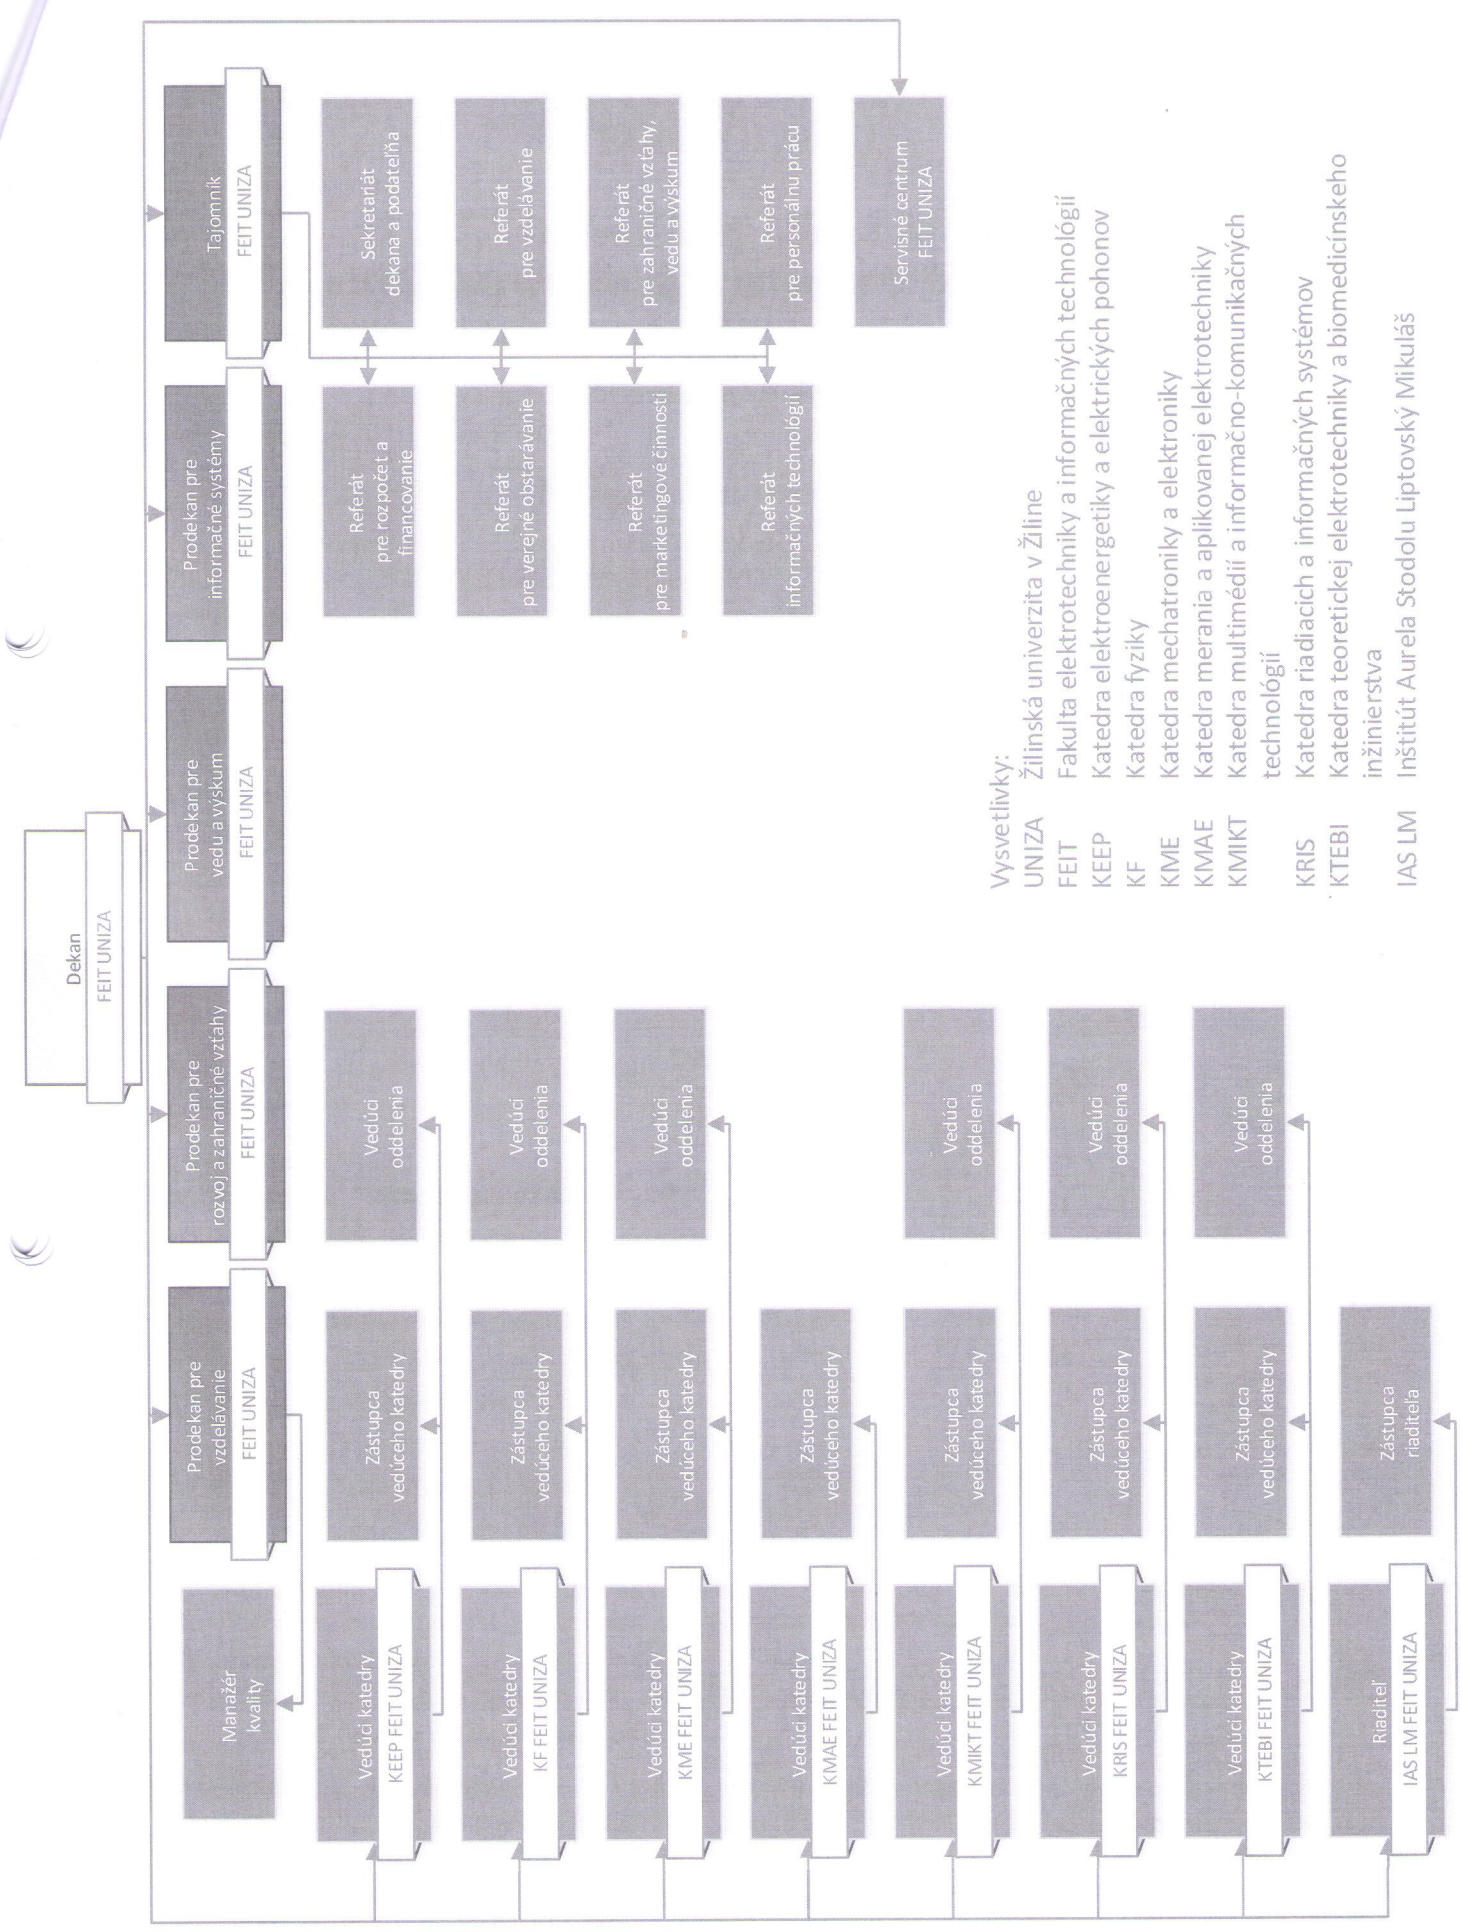 Dekan
FEIT UNIZA
Prodekan pre
vzdelávanie
FEIT UNIZA
Prodekan pre
rozvoj a zahraničné vzťahy
FEIT UNIZA
Prodekan pre
vedu a výskum
FEIT UNIZA
Prodekan pre
informačné systémy
FEIT UNIZA
Tajomník
FEIT UNIZA
Manažér
kvality
Vedúci katedry
KEEP FEIT UNIZA
Zástupca
vedúceho katedry
Vedúci
oddelenia
Vedúci katedry
KF FEIT UNIZA
Zástupca
vedúceho katedry
Vedúci
oddelenia
Vedúci katedry
KME FEIT UNIZA
Zástupca
vedúceho katedry
Vedúci
oddelenia
Vedúci katedry
KMAE FEIT UNIZA
Zástupca
vedúceho katedry
Vedúci katedry
KMIKT FEIT UNIZA
Zástupca
vedúceho katedry
Vedúci
oddelenia
Vedúci katedry
KRIS FEIT UNIZA
Zástupca
vedúceho katedry
Vedúci
oddelenia
Vedúci katedry
KTEBI FEIT UNIZA
Zástupca
vedúceho katedry
Vedúci
oddelenia
Riaditeľ
IAS LM FEIT UNIZA
Zástupca
riaditeľa
Referát
pre rozpočet a
financovanie
Sekretariát
dekana a podateľňa
Referát
pre verejné obstarávanie
Referát
pre vzdelávanie
Referát
pre marketingové činnosti
Referát
pre zahraničné vzťahy,
vedu a výskum
Referát
informačných technológií
Referát
pre personálnu prácu
Servisné centrum
FEIT UNIZA
Vysvetlivky:
UNIZA Žilinská univerzita v Žiline
FEIT Fakulta elektrotechniky a informačných technológií
KEEP Katedra elektroenergetiky a elektrických pohonov
KF Katedra fyziky
KME Katedra mechatroniky a elektroniky
KMAE Katedra merania a aplikovanej elektrotechniky
KMIKT Katedra multimédií a informačno-komunikačných
technológií
KRIS Katedra riadiacich a informačných systémov
KTEBI Katedra teoretickej elektrotechniky a biomedicínskeho
inžinierstva
IAS LM Inštitút Aurela Stodolu Liptovský Mikuláš